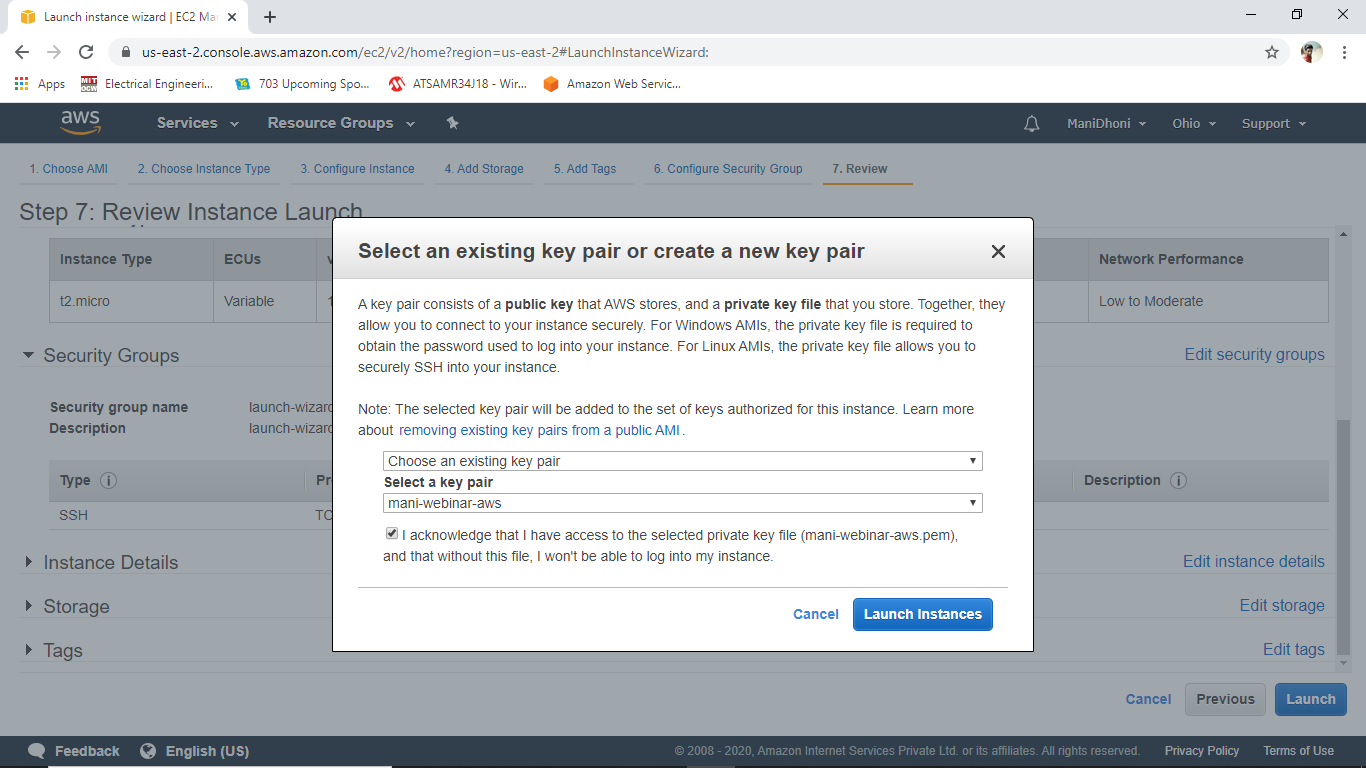 Launch instance wizard | EC2 Ma
us-east-2.console.aws.amazon.com/ec2/v2/home?region=us-east-2#LaunchInstanceWizard:
Apps
MIT OCW
Electrical Engineeri...
703 Upcoming Spo...
ATSAMR34J18 - Wir...
Amazon Web Servic...
aws
Services
Resource Groups
ManiDhoni
Ohio
Support
1. Choose AMI
2. Choose Instance Type
3. Configure Instance
4. Add Storage
5. Add Tags
6. Configure Security Group
7. Review
Step 7: Review Instance Launch
Instance Type
ECUs
Network Performance
t2.micro
Variable
Low to Moderate
Security Groups
Edit security groups
Security group name
launch-wizard
Description
launch-wizard
Type
Description
SSH
Instance Details
Edit instance details
Storage
Edit storage
Tags
Edit tags
Select an existing key pair or create a new key pair
A key pair consists of a public key that AWS stores, and a private key file that you store. Together, they
allow you to connect to your instance securely. For Windows AMIs, the private key file is required to
obtain the password used to log into your instance. For Linux AMIs, the private key file allows you to
securely SSH into your instance.
Note: The selected key pair will be added to the set of keys authorized for this instance. Learn more
about removing existing key pairs from a public AMI .
Choose an existing key pair
Select a key pair
mani-webinar-aws
I acknowledge that I have access to the selected private key file (mani-webinar-aws.pem),
and that without this file, I won't be able to log into my instance.
Cancel
Launch Instances
Cancel
Previous
Launch
Feedback
English (US)
© 2008 - 2020, Amazon Internet Services Private Ltd. or its affiliates. All rights reserved.
Privacy Policy
Terms of Use